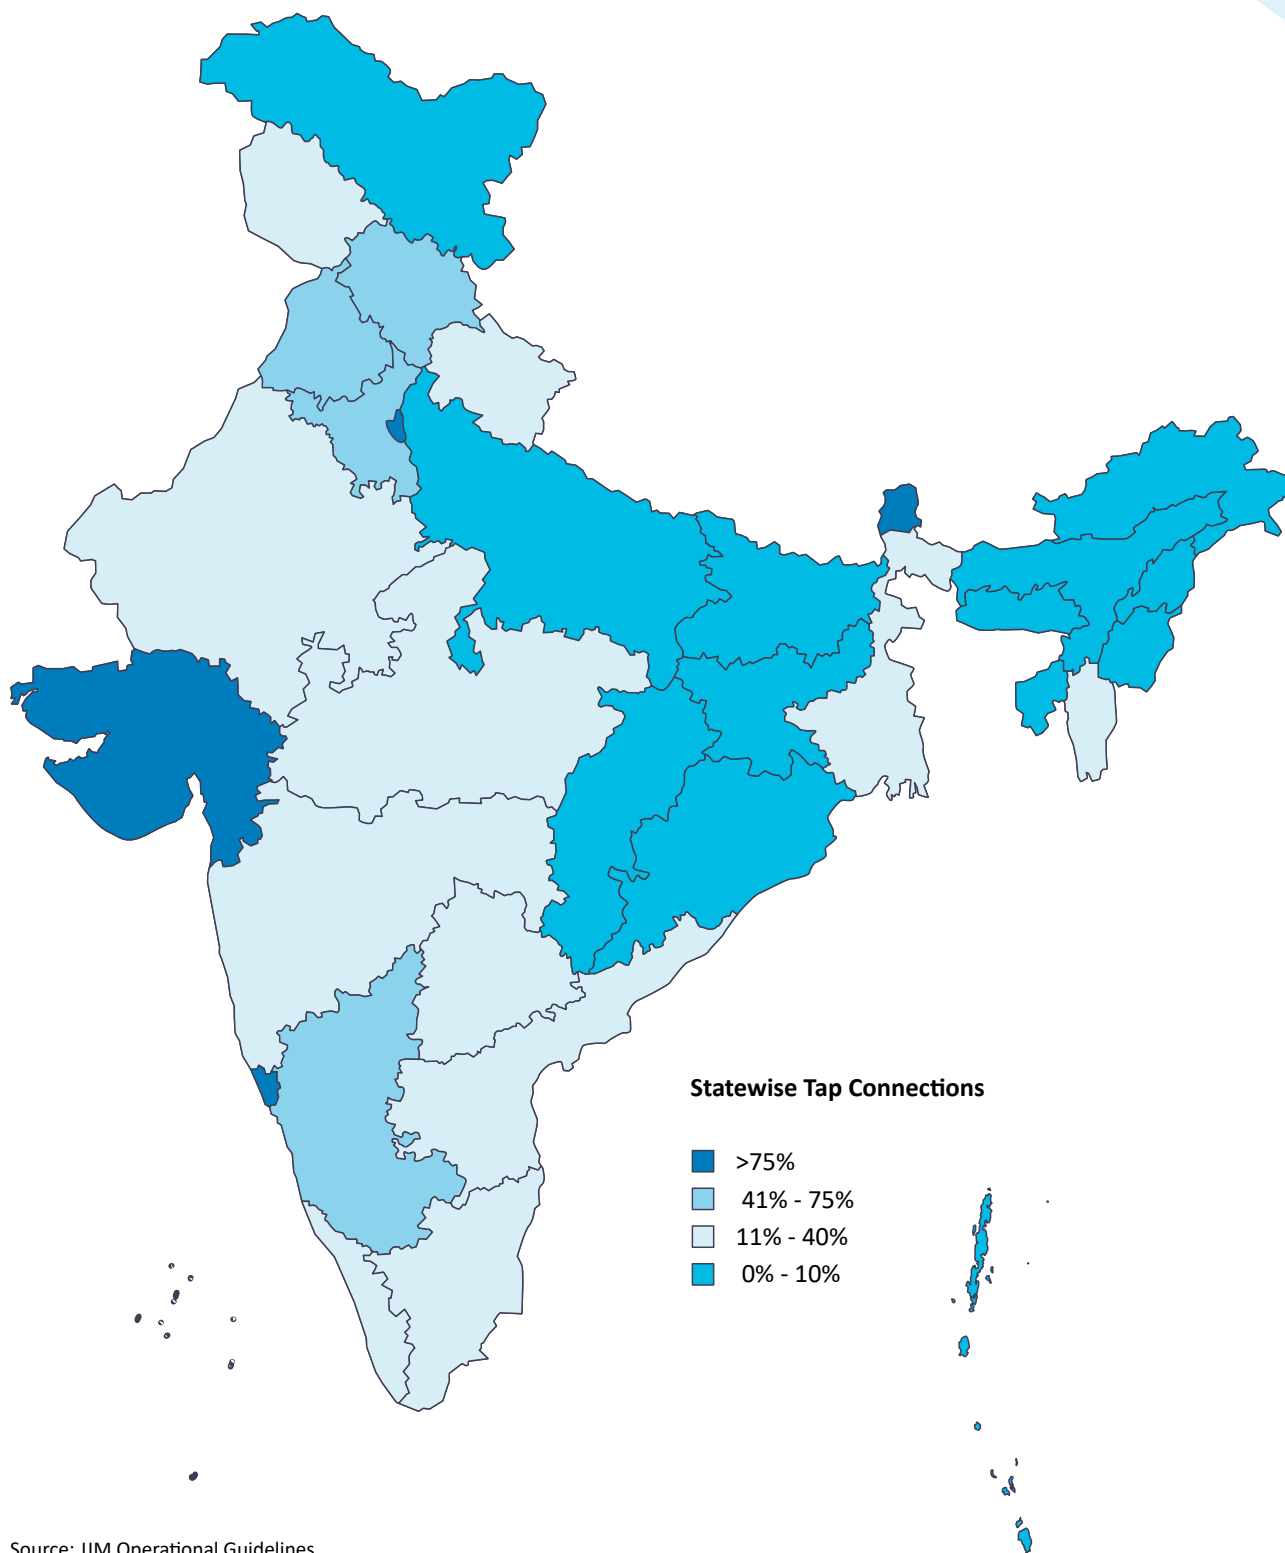 Statewise Tap Connections
>75%
41% - 75%
11% - 40%
0% - 10%
Source: JJM Operational Guidelines